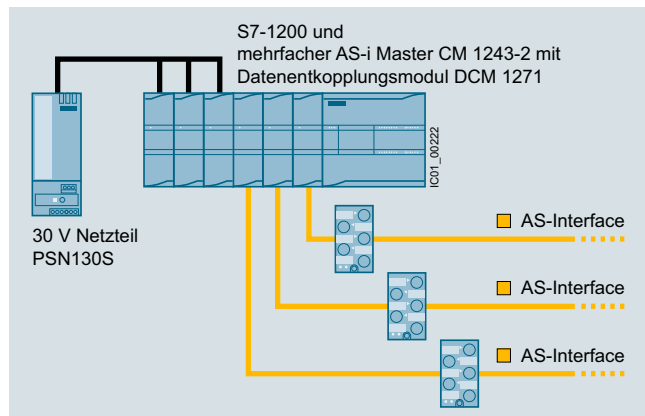 S7-1200 und
mehrfacher AS-i Master CM 1243-2 mit
Datenentkopplungsmodul DCM 1271
IC01_00222
30 V Netzteil
PSN130S
AS-Interface
AS-Interface
AS-Interface